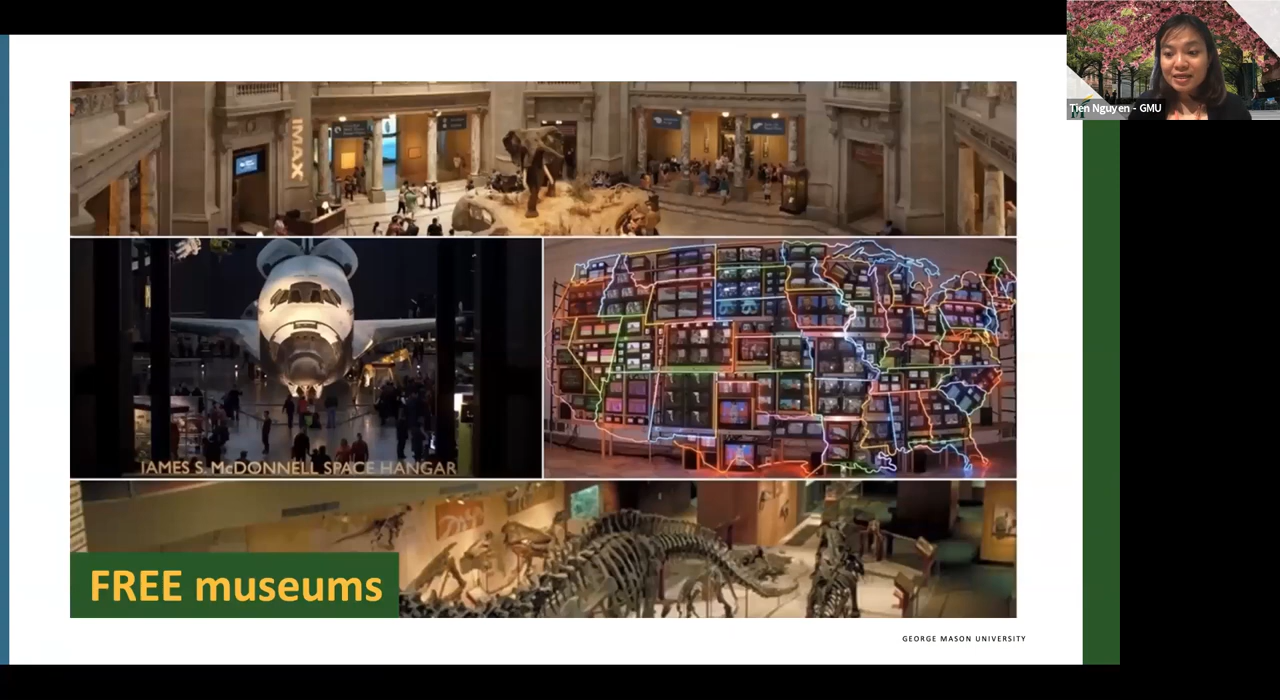 Tien Nguyen - GMU
IMAX
JAMES S. McDONNELL SPACE HANGAR
FREE museums
GEORGE MASON UNIVERSITY